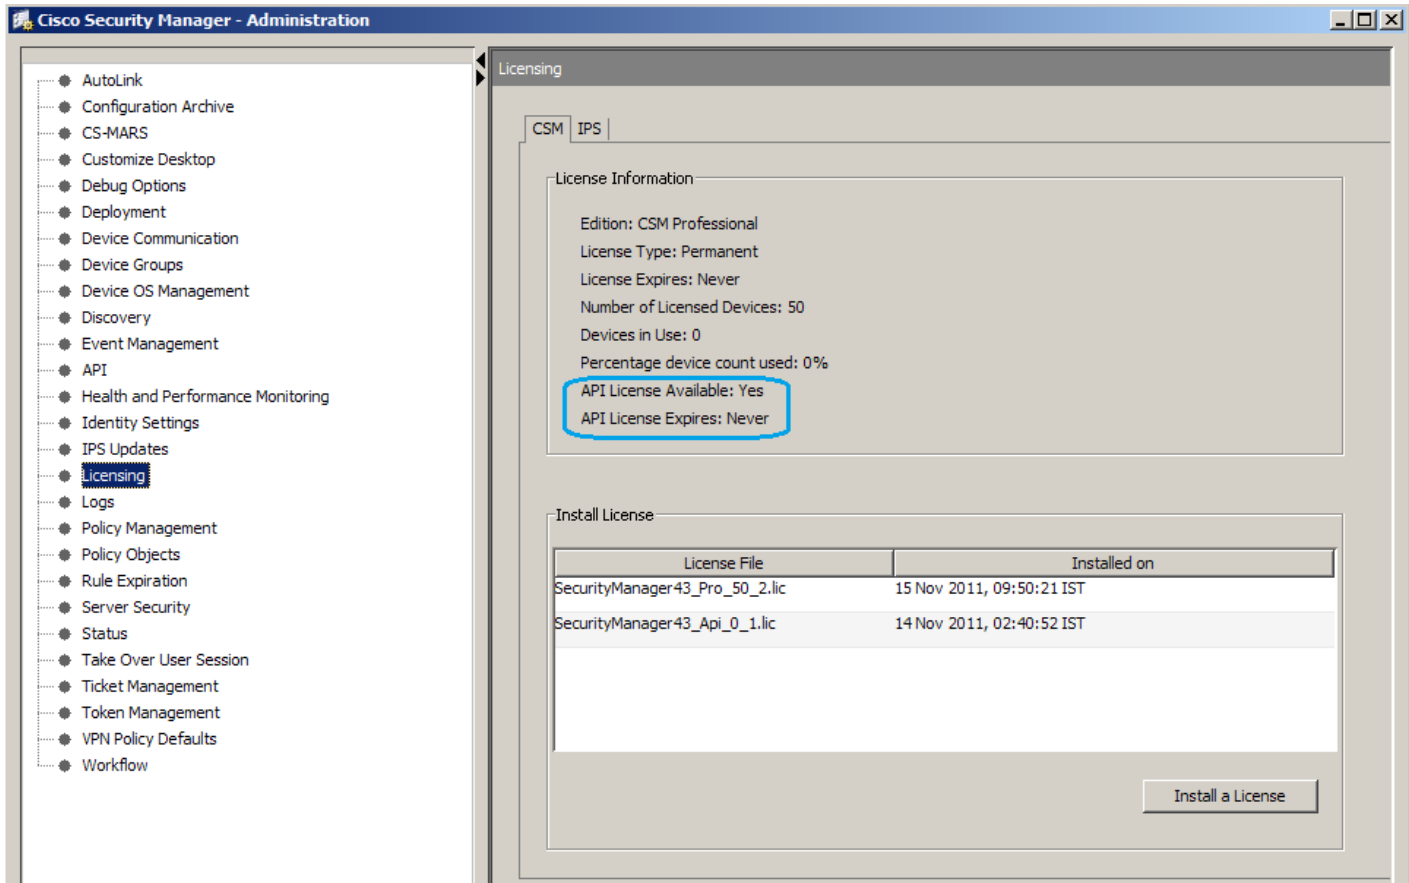 Cisco Security Manager - Administration
AutoLink
Configuration Archive
CS-MARS
Customize Desktop
Debug Options
Deployment
Device Communication
Device Groups
Device OS Management
Discovery
Event Management
API
Health and Performance Monitoring
Identity Settings
IPS Updates
Licensing
Logs
Policy Management
Policy Objects
Rule Expiration
Server Security
Status
Take Over User Session
Ticket Management
Token Management
VPN Policy Defaults
Workflow
Licensing
CSM IPS
License Information
Edition: CSM Professional
License Type: Permanent
License Expires: Never
Number of Licensed Devices: 50
Devices in Use: 0
Percentage device count used: 0%
API License Available: Yes
API License Expires: Never
Install License
License File Installed on
SecurityManager43_Pro_50_2.lic 15 Nov 2011, 09:50:21 IST
SecurityManager43_Api_0_1.lic 14 Nov 2011, 02:40:52 IST
Install a License